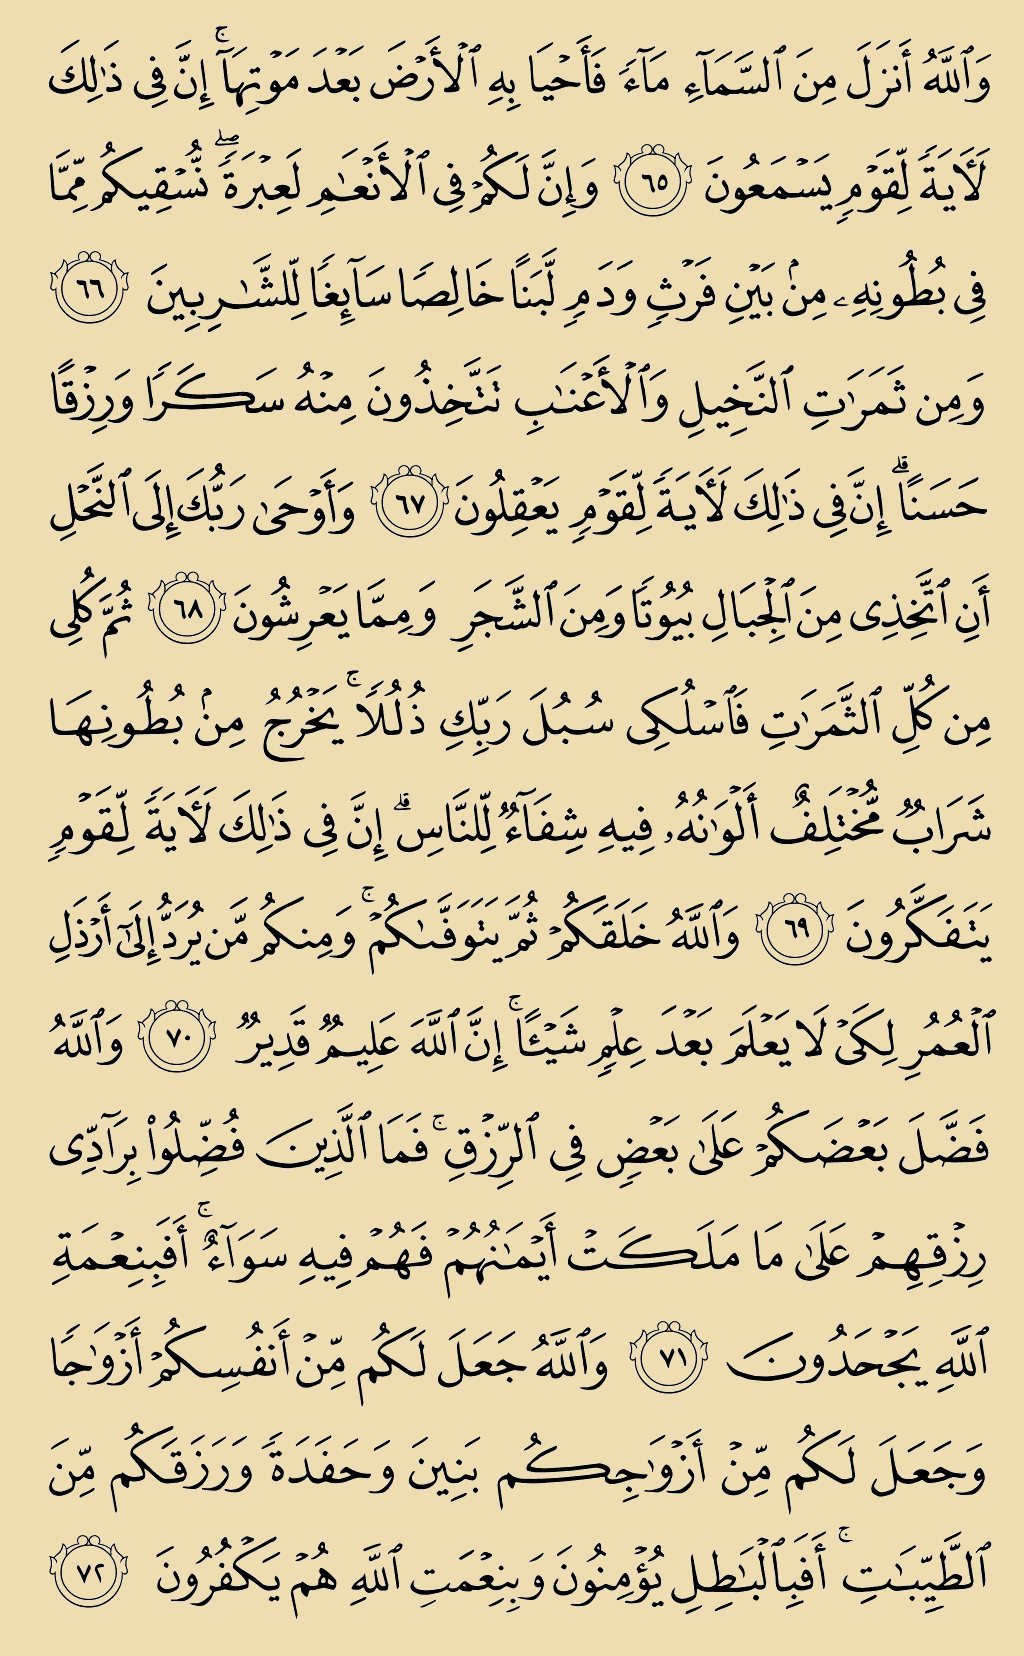 وَٱللَّهُ أَنزَلَ مِنَ ٱلسَّمَآءِ مَآءً فَأَحْيَا بِهِ ٱلْأَرْضَ بَعْدَ مَوْتِهَآ ۚ إِنَّ فِى ذَٰلِكَ
لَـَٔايَةً لِّقَوْمٍ يَسْمَعُونَ ٦٥ وَإِنَّ لَكُمْ فِى ٱلْأَنْعَـٰمِ لَعِبْرَةً ۖ نُّسْقِيكُم مِّمَّا
فِى بُطُونِهِۦ مِنۢ بَيْنِ فَرْثٍ وَدَمٍ لَّبَنًا خَالِصًا سَآئِغًا لِّلشَّـٰرِبِينَ ٦٦
وَمِن ثَمَرَٰتِ ٱلنَّخِيلِ وَٱلْأَعْنَـٰبِ تَتَّخِذُونَ مِنْهُ سَكَرًا وَرِزْقًا
حَسَنًا ۗ إِنَّ فِى ذَٰلِكَ لَـَٔايَةً لِّقَوْمٍ يَعْقِلُونَ ٦٧ وَأَوْحَىٰ رَبُّكَ إِلَى ٱلنَّحْلِ
أَنِ ٱتَّخِذِى مِنَ ٱلْجِبَالِ بُيُوتًا وَمِنَ ٱلشَّجَرِ وَمِمَّا يَعْرِشُونَ ٦٨ ثُمَّ كُلِى
مِن كُلِّ ٱلثَّمَرَٰتِ فَٱسْلُكِى سُبُلَ رَبِّكِ ذُلُلًا ۚ يَخْرُجُ مِنۢ بُطُونِهَا
شَرَابٌ مُّخْتَلِفٌ أَلْوَٰنُهُۥ فِيهِ شِفَآءٌ لِّلنَّاسِ ۗ إِنَّ فِى ذَٰلِكَ لَـَٔايَةً لِّقَوْمٍ
يَتَفَكَّرُونَ ٦٩ وَٱللَّهُ خَلَقَكُمْ ثُمَّ يَتَوَفَّىٰكُمْ ۚ وَمِنكُم مَّن يُرَدُّ إِلَىٰٓ أَرْذَلِ
ٱلْعُمُرِ لِكَىْ لَا يَعْلَمَ بَعْدَ عِلْمٍ شَيْـًٔا ۚ إِنَّ ٱللَّهَ عَلِيمٌ قَدِيرٌ ٧٠ وَٱللَّهُ
فَضَّلَ بَعْضَكُمْ عَلَىٰ بَعْضٍ فِى ٱلرِّزْقِ ۚ فَمَا ٱلَّذِينَ فُضِّلُوا۟ بِرَآدِّى
رِزْقِهِمْ عَلَىٰ مَا مَلَكَتْ أَيْمَـٰنُهُمْ فَهُمْ فِيهِ سَوَآءٌ ۚ أَفَبِنِعْمَةِ
ٱللَّهِ يَجْحَدُونَ ٧١ وَٱللَّهُ جَعَلَ لَكُم مِّنْ أَنفُسِكُمْ أَزْوَٰجًا
وَجَعَلَ لَكُم مِّنْ أَزْوَٰجِكُم بَنِينَ وَحَفَدَةً وَرَزَقَكُم مِّنَ
ٱلطَّيِّبَـٰتِ ۚ أَفَبِٱلْبَـٰطِلِ يُؤْمِنُونَ وَبِنِعْمَتِ ٱللَّهِ هُمْ يَكْفُرُونَ ٧٢